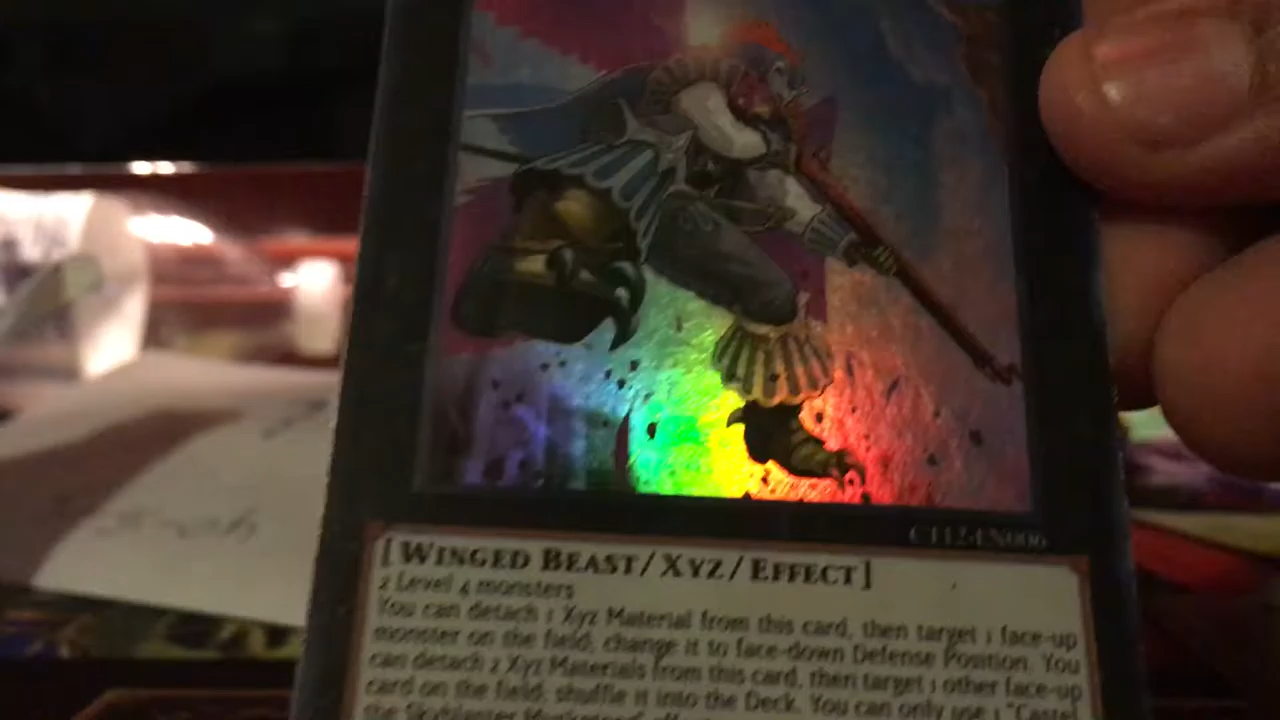 CT12-EN006
[WINGED BEAST/XYZ/EFFECT]
2 Level 4 monsters
You can detach 1 Xyz Material from this card, then target 1 face-up
monster on the field; change it to face-down Defense Position. You
can detach 2 Xyz Materials from this card, then target 1 other face-up
card on the field; shuffle it into the Deck. You can only use 1 "Castel
the Skyblaster Musketeer"